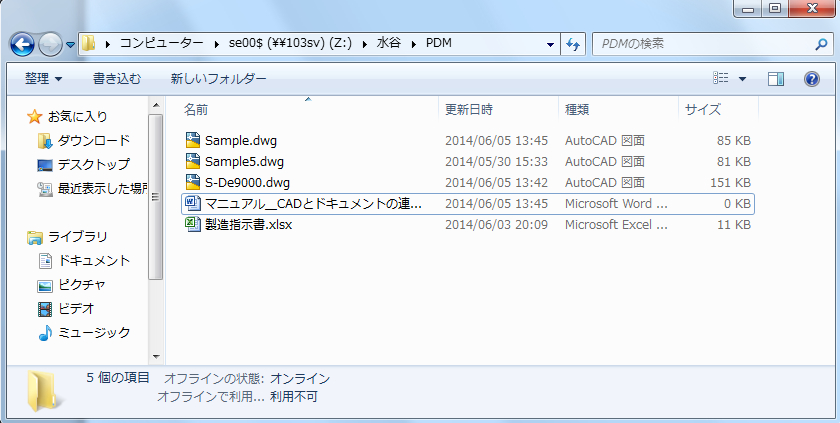 コンピューター ▸ se00$ (¥¥103sv) (Z:) ▸ 水谷 ▸ PDM
PDMの検索
整理 書き込む 新しいフォルダー
お気に入り
ダウンロード
デスクトップ
最近表示した場所
ライブラリ
ドキュメント
ピクチャ
ビデオ
ミュージック
名前 更新日時 種類 サイズ
Sample.dwg 2014/06/05 13:45 AutoCAD 図面 85 KB
Sample5.dwg 2014/05/30 15:33 AutoCAD 図面 81 KB
S-De9000.dwg 2014/06/05 13:42 AutoCAD 図面 151 KB
マニュアル__CADとドキュメントの連... 2014/06/05 13:45 Microsoft Word ... 0 KB
製造指示書.xlsx 2014/06/03 20:09 Microsoft Excel ... 11 KB
5 個の項目 オフラインの状態: オンライン
オフラインで利用... 利用不可